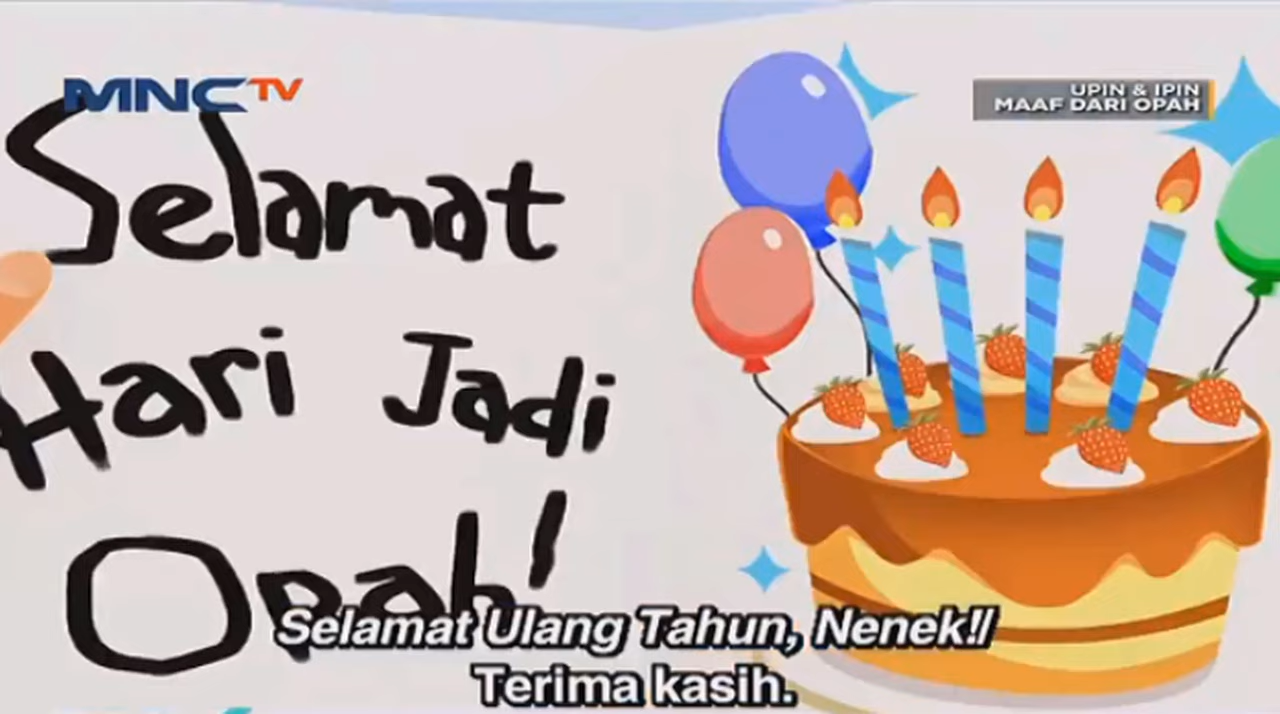 MNCTV
UPIN & IPIN
MAAF DARI OPAH
Selamat
Hari Jadi
Opah!
Selamat Ulang Tahun, Nenek!!
Terima kasih.